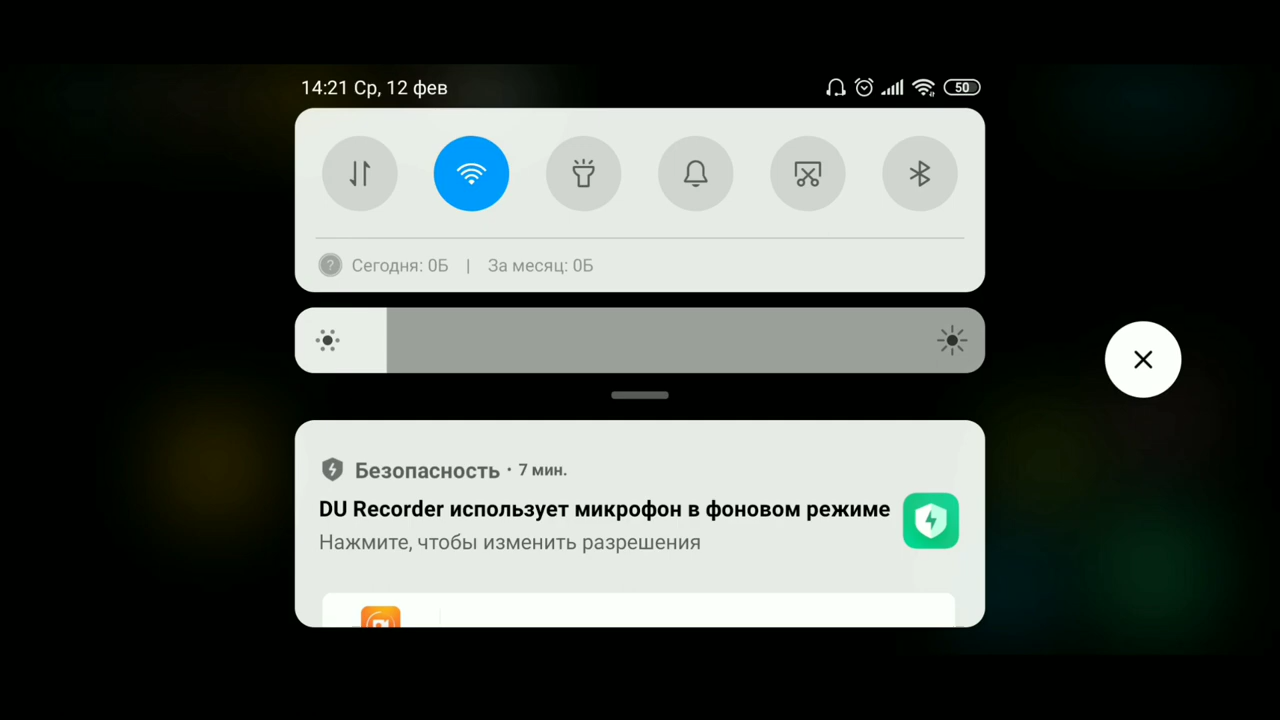 14:21 Ср, 12 фев 50
Сегодня: 0Б | За месяц: 0Б
Безопасность · 7 мин.
DU Recorder использует микрофон в фоновом режиме
Нажмите, чтобы изменить разрешения